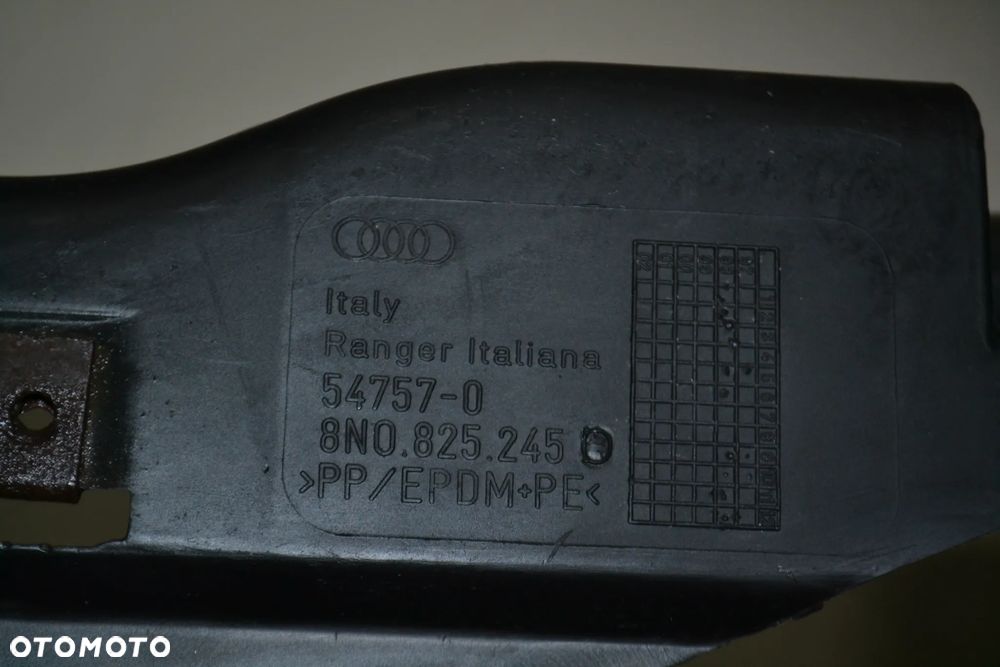 Italy
Ranger Italiana
54757-0
8N0.825.245
>PP/EPDM+PE<
OTOMOTO